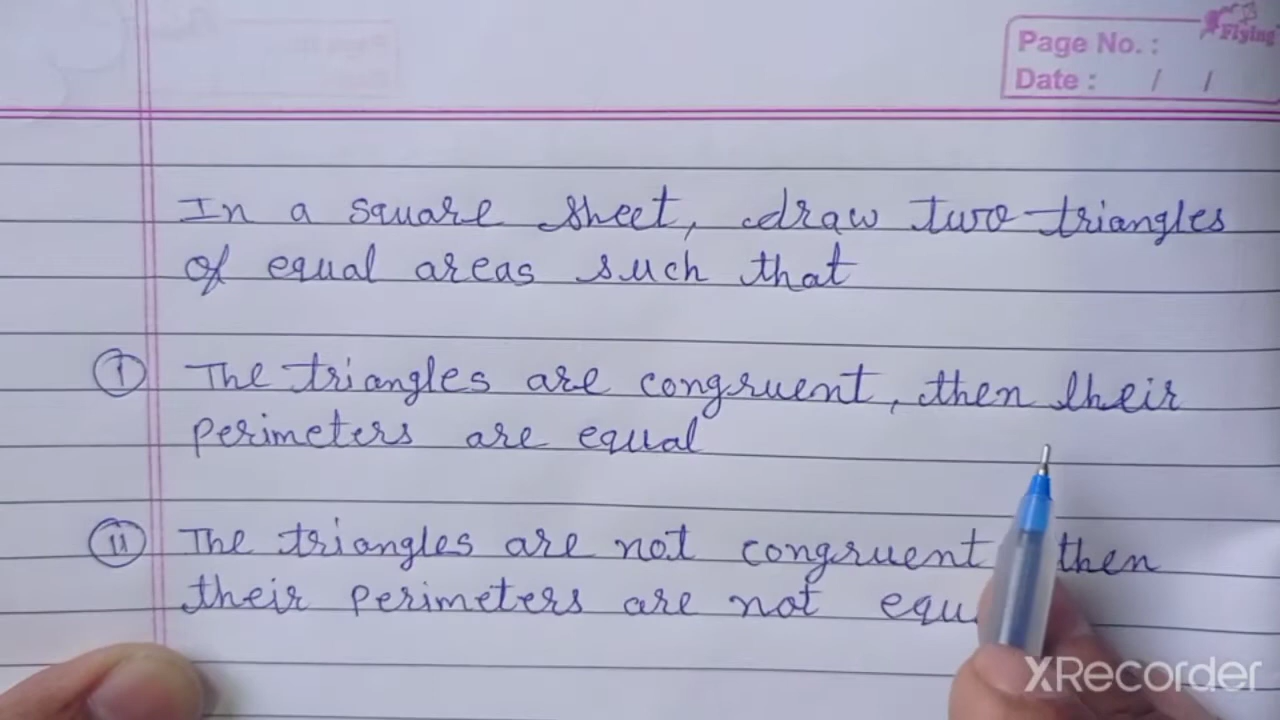 Flying
Page No. :
Date : / /
In a square sheet, draw two triangles
of equal areas such that
I The triangles are congruent, then their
perimeters are equal
II The triangles are not congruent then
their perimeters are not
XRecorder